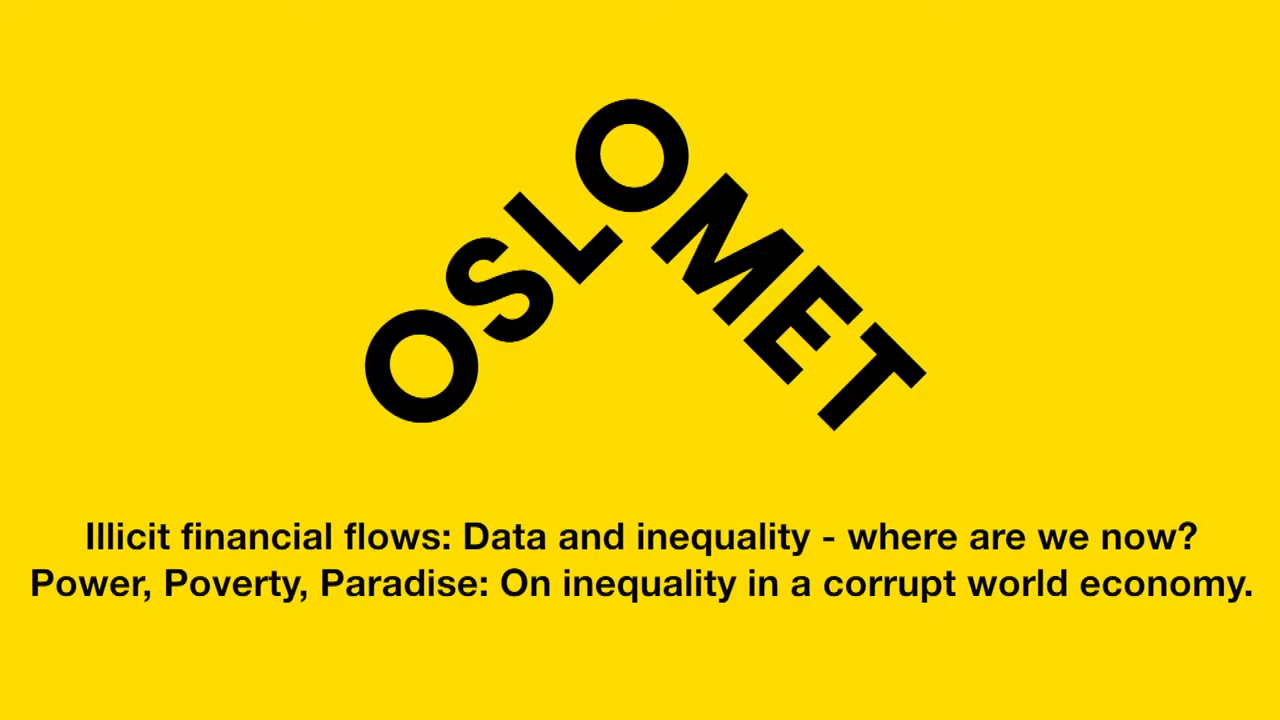 OSLOMET
Illicit financial flows: Data and inequality - where are we now?
Power, Poverty, Paradise: On inequality in a corrupt world economy.